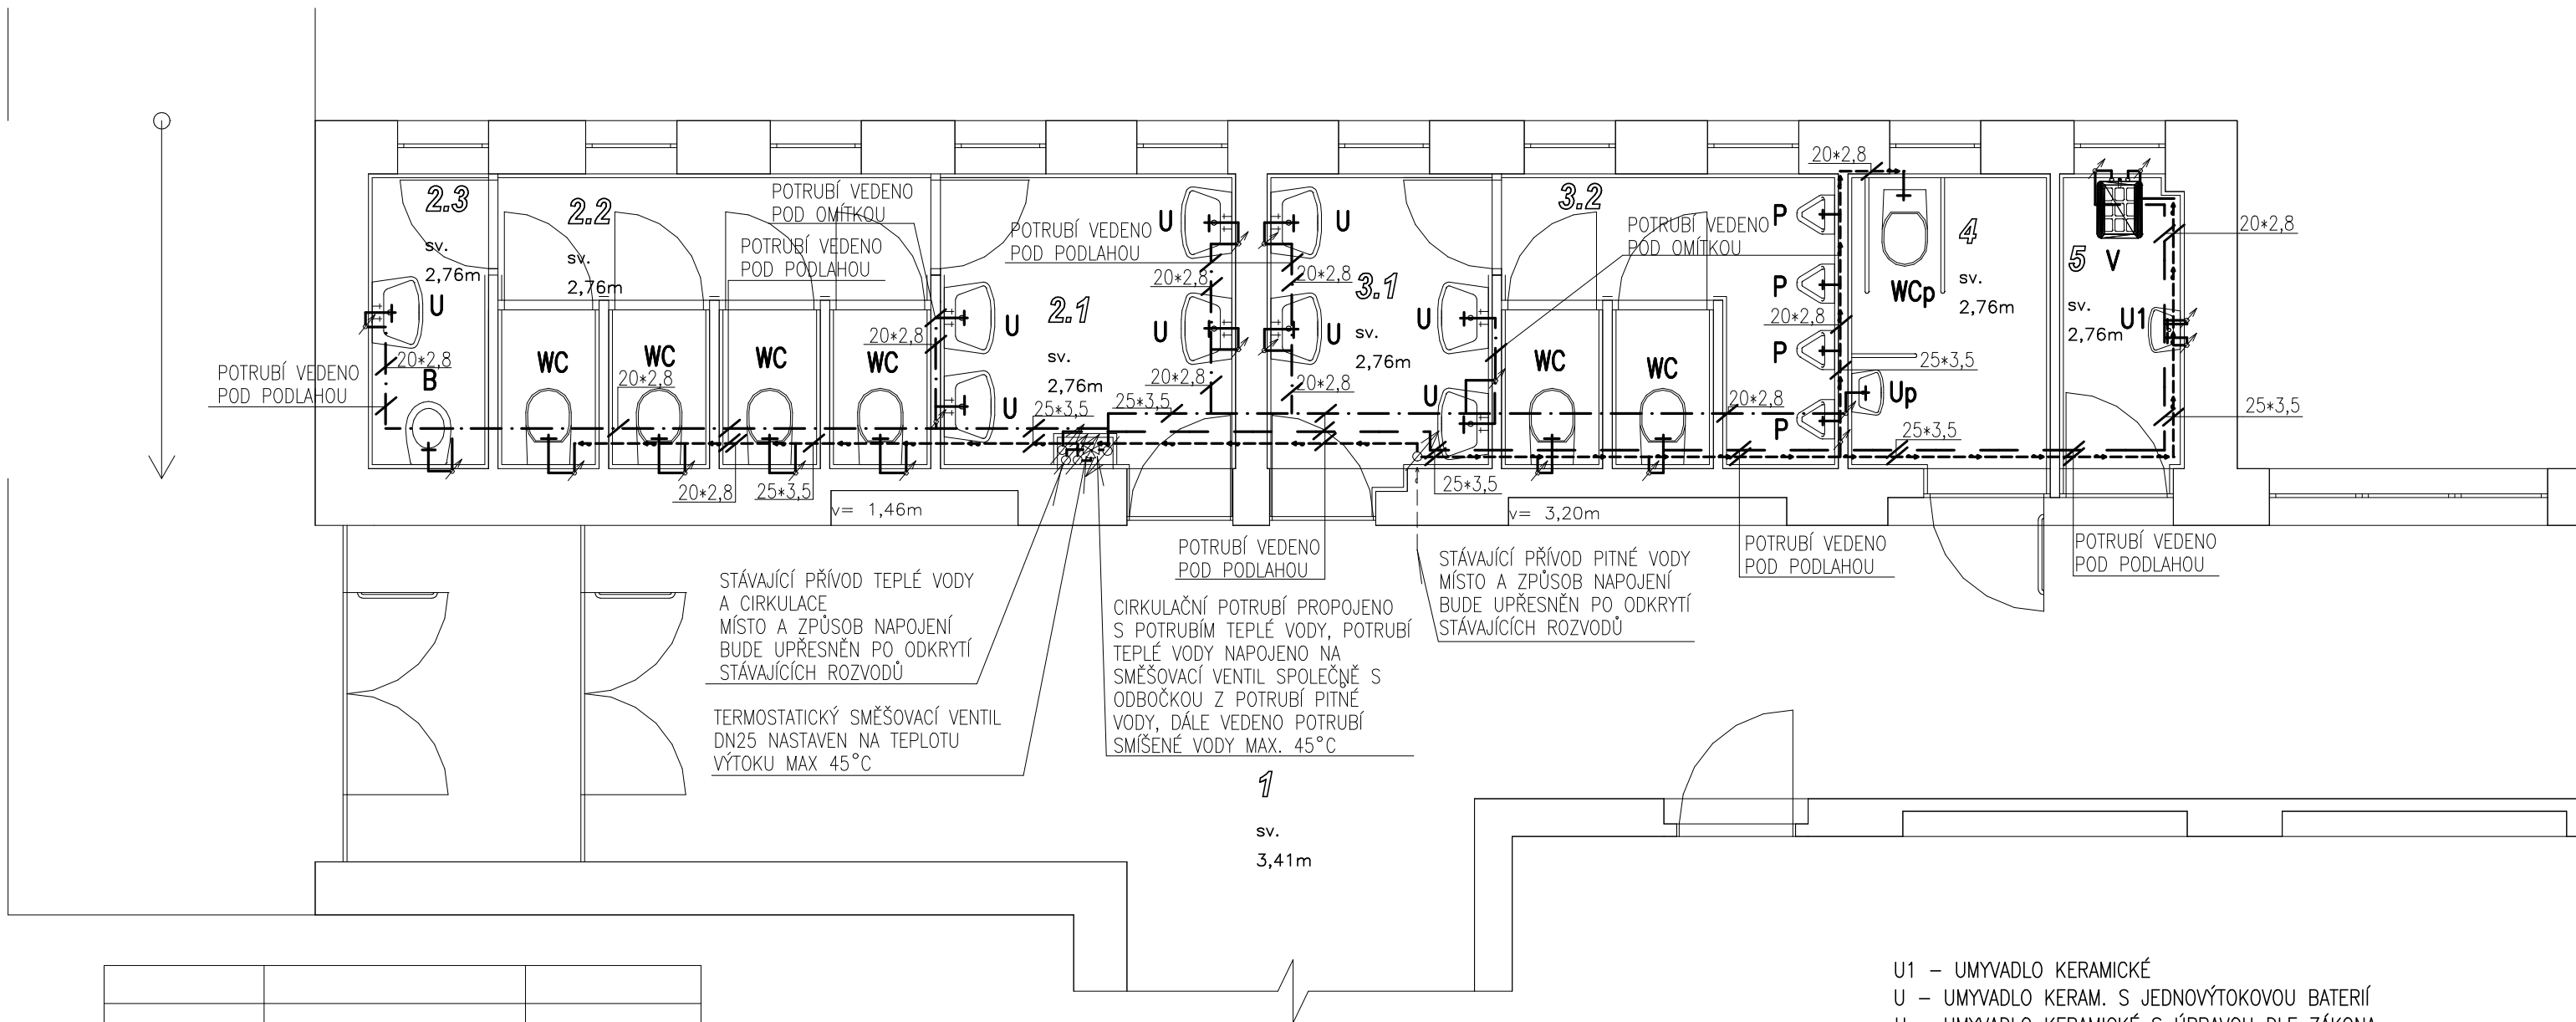 20*2,8
2.3
2.2
POTRUBÍ VEDENO
POD OMÍTKOU
3.2
sv.
2,76m
sv.
2,76m
POTRUBÍ VEDENO
POD PODLAHOU
U
POTRUBÍ VEDENO
POD PODLAHOU
U
POTRUBÍ VEDENO
POD OMÍTKOU
P
4
20*2,8
5
V
U
20*2,8
20*2,8
3.1
P
WCp
sv.
2,76m
sv.
2,76m
U1
2.1
U
U
U
sv.
2,76m
U
20*2,8
20*2,8
sv.
2,76m
P
25*3,5
POTRUBÍ VEDENO
POD PODLAHOU
20*2,8
B
WC
WC
20*2,8
WC
WC
U
20*2,8
20*2,8
U
WC
WC
20*2,8
P
Up
25*3,5
25*3,5
25*3,5
25*3,5
20*2,8
25*3,5
25*3,5
v= 1,46m
v= 3,20m
POTRUBÍ VEDENO
POD PODLAHOU
STÁVAJÍCÍ PŘÍVOD PITNÉ VODY
MÍSTO A ZPŮSOB NAPOJENÍ
BUDE UPŘESNĚN PO ODKRYTÍ
STÁVAJÍCÍCH ROZVODŮ
POTRUBÍ VEDENO
POD PODLAHOU
POTRUBÍ VEDENO
POD PODLAHOU
STÁVAJÍCÍ PŘÍVOD TEPLÉ VODY
A CIRKULACE
MÍSTO A ZPŮSOB NAPOJENÍ
BUDE UPŘESNĚN PO ODKRYTÍ
STÁVAJÍCÍCH ROZVODŮ
CIRKULAČNÍ POTRUBÍ PROPOJENO
S POTRUBÍM TEPLÉ VODY, POTRUBÍ
TEPLÉ VODY NAPOJENO NA
SMĚŠOVACÍ VENTIL SPOLEČNĚ S
ODBOČKOU Z POTRUBÍ PITNÉ
VODY, DÁLE VEDENO POTRUBÍ
SMÍŠENÉ VODY MAX. 45°C
TERMOSTATICKÝ SMĚŠOVACÍ VENTIL
DN25 NASTAVEN NA TEPLOTU
VÝTOKU MAX 45°C
1
sv.
3,41m
U1 – UMYVADLO KERAMICKÉ
U – UMYVADLO KERAM. S JEDNOVÝTOKOVOU BATERIÍ
UMYVADLO KERAMICKÉ S ÚPRAVOU DLE ZÁKONA